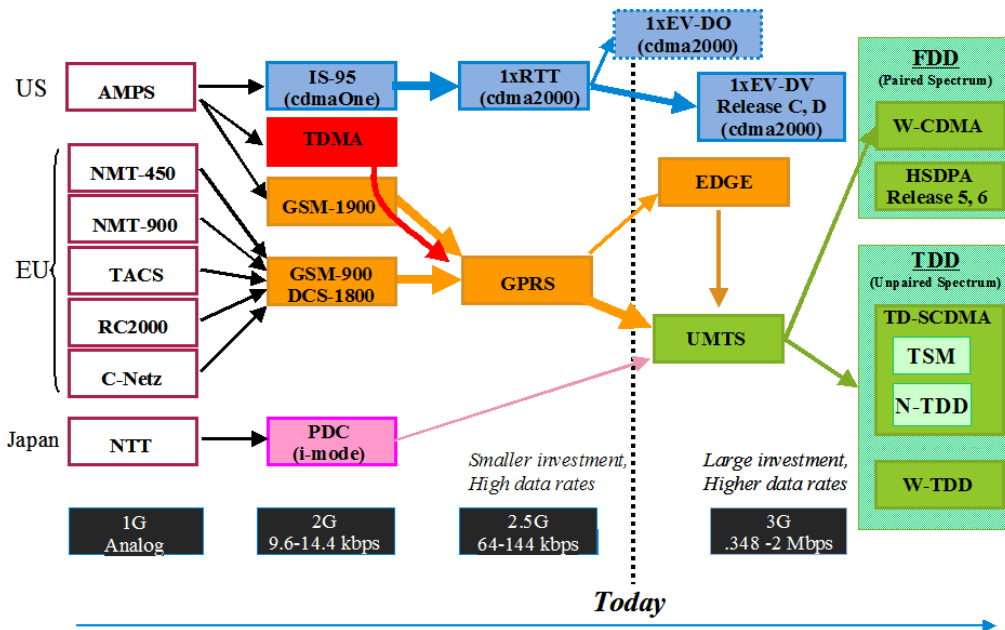 US
AMPS
IS-95
(cdmaOne)
1xRTT
(cdma2000)
1xEV-DO
(cdma2000)
1xEV-DV
Release C, D
(cdma2000)
FDD
(Paired Spectrum)
W-CDMA
HSDPA
Release 5, 6
TDMA
GSM-1900
EU
NMT-450
NMT-900
TACS
RC2000
C-Netz
GSM-900
DCS-1800
GPRS
EDGE
UMTS
TDD
(Unpaired Spectrum)
TD-SCDMA
TSM
N-TDD
W-TDD
Japan
NTT
PDC
(i-mode)
Smaller investment,
High data rates
Large investment,
Higher data rates
1G
Analog
2G
9.6-14.4 kbps
2.5G
64-144 kbps
3G
.348 -2 Mbps
Today